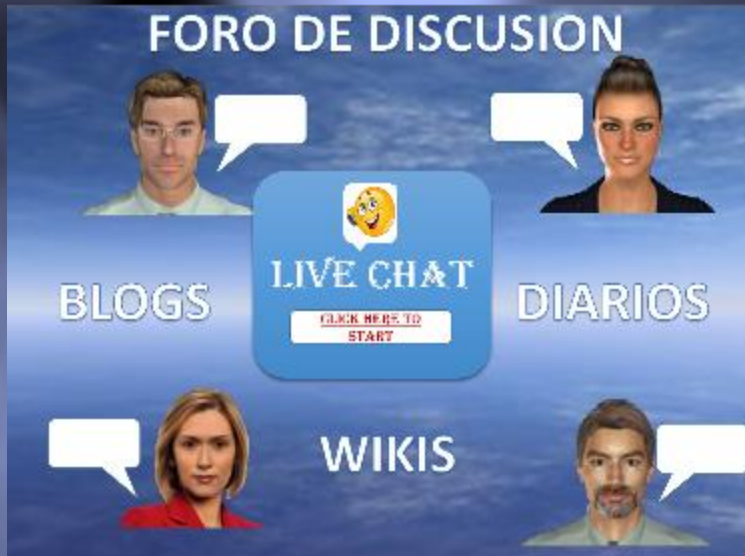 FORO DE DISCUSION
LIVE CHAT
CLICK HERE TO
START
BLOGS
DIARIOS
WIKIS